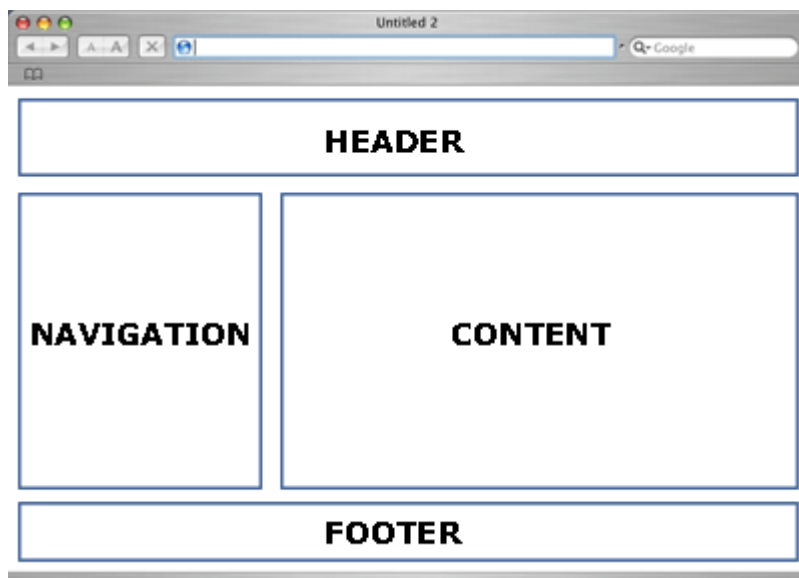 Untitled 2
A A
Google
HEADER
NAVIGATION
CONTENT
FOOTER